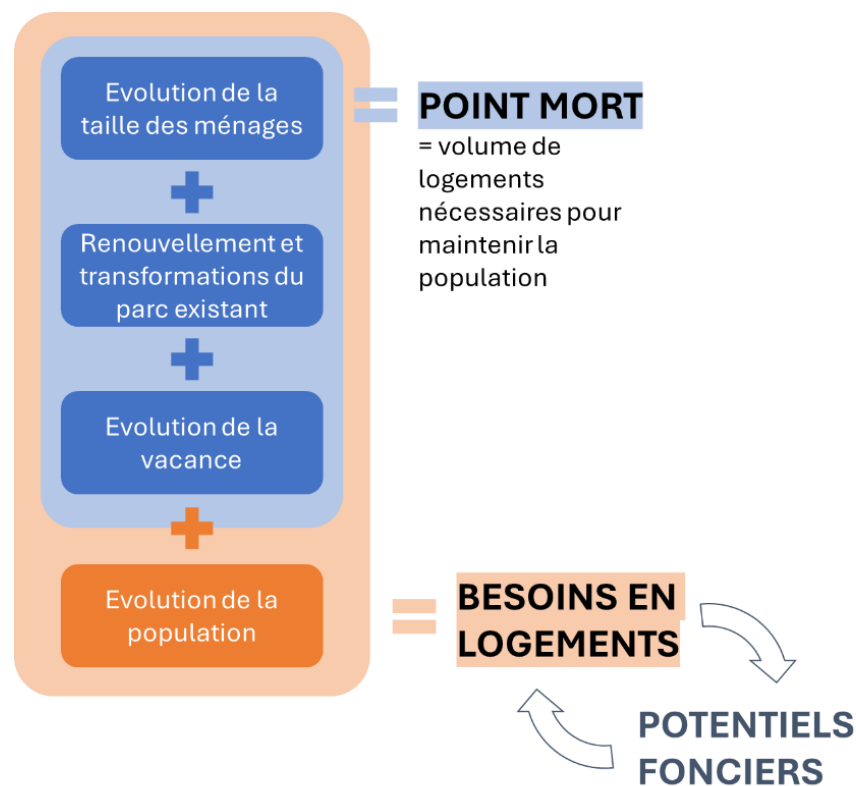 Evolution de la
taille des ménages
=
POINT MORT
= volume de
logements
nécessaires pour
maintenir la
population
+
Renouvellement et
transformations du
parc existant
+
Evolution de la
vacance
+
Evolution de la
population
=
BESOINS EN
LOGEMENTS
POTENTIELS
FONCIERS